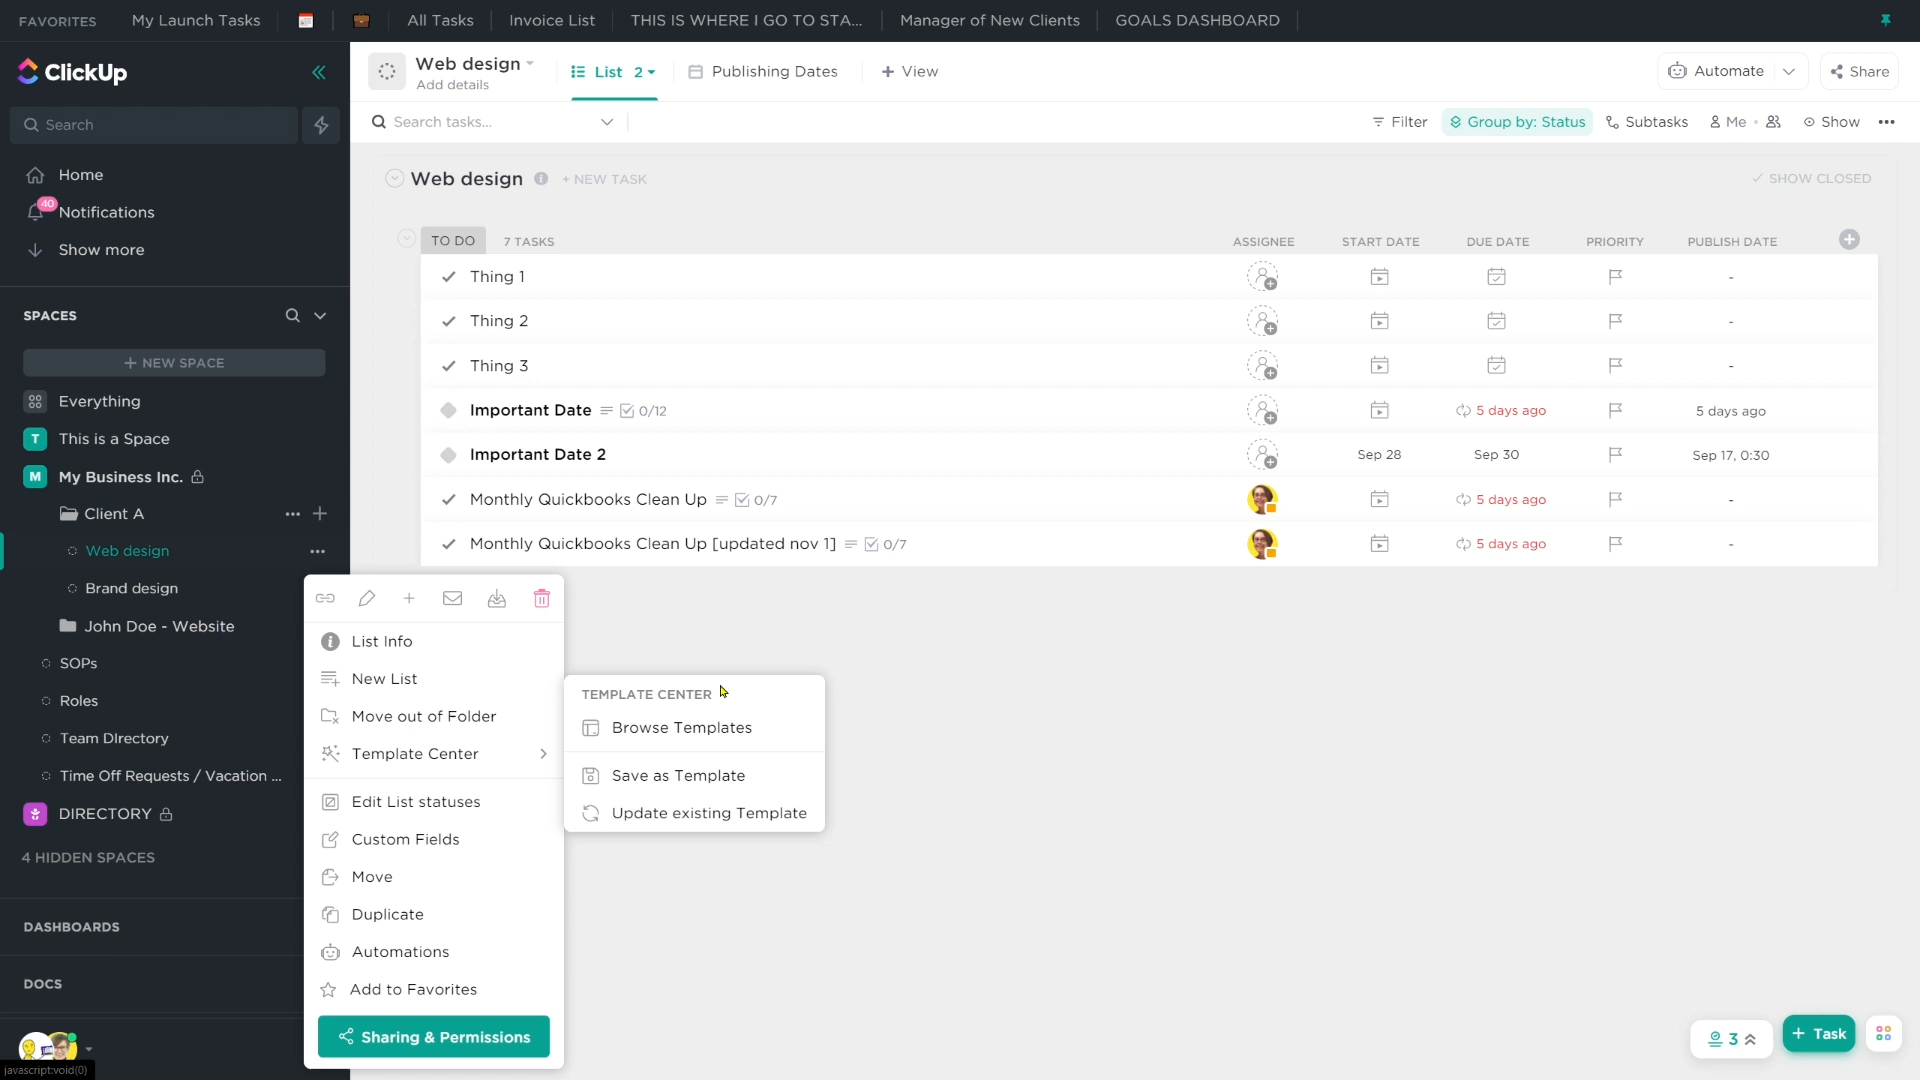 FAVORITES My Launch Tasks All Tasks Invoice List THIS IS WHERE I GO TO STA... Manager of New Clients GOALS DASHBOARD
ClickUp
Search
Home
40
Notifications
Show more
SPACES
+ NEW SPACE
Everything
T This is a Space
M My Business Inc.
Client A
Web design
Brand design
John Doe - Website
SOPs
Roles
Team DIrectory
Time Off Requests / Vacation ...
DIRECTORY
4 HIDDEN SPACES
DASHBOARDS
DOCS
javascript:void(0)
Web design
Add details
List 2
Publishing Dates
+ View
Automate
Share
Search tasks...
Filter Group by: Status Subtasks Me Show
Web design + NEW TASK SHOW CLOSED
TO DO 7 TASKS ASSIGNEE START DATE DUE DATE PRIORITY PUBLISH DATE
Thing 1 -
Thing 2 -
Thing 3 -
Important Date 0/12 5 days ago 5 days ago
Important Date 2 Sep 28 Sep 30 Sep 17, 0:30
Monthly Quickbooks Clean Up 0/7 5 days ago -
Monthly Quickbooks Clean Up [updated nov 1] 0/7 5 days ago -
List Info
New List
Move out of Folder
Template Center
Edit List statuses
Custom Fields
Move
Duplicate
Automations
Add to Favorites
Sharing & Permissions
TEMPLATE CENTER
Browse Templates
Save as Template
Update existing Template
3
+ Task